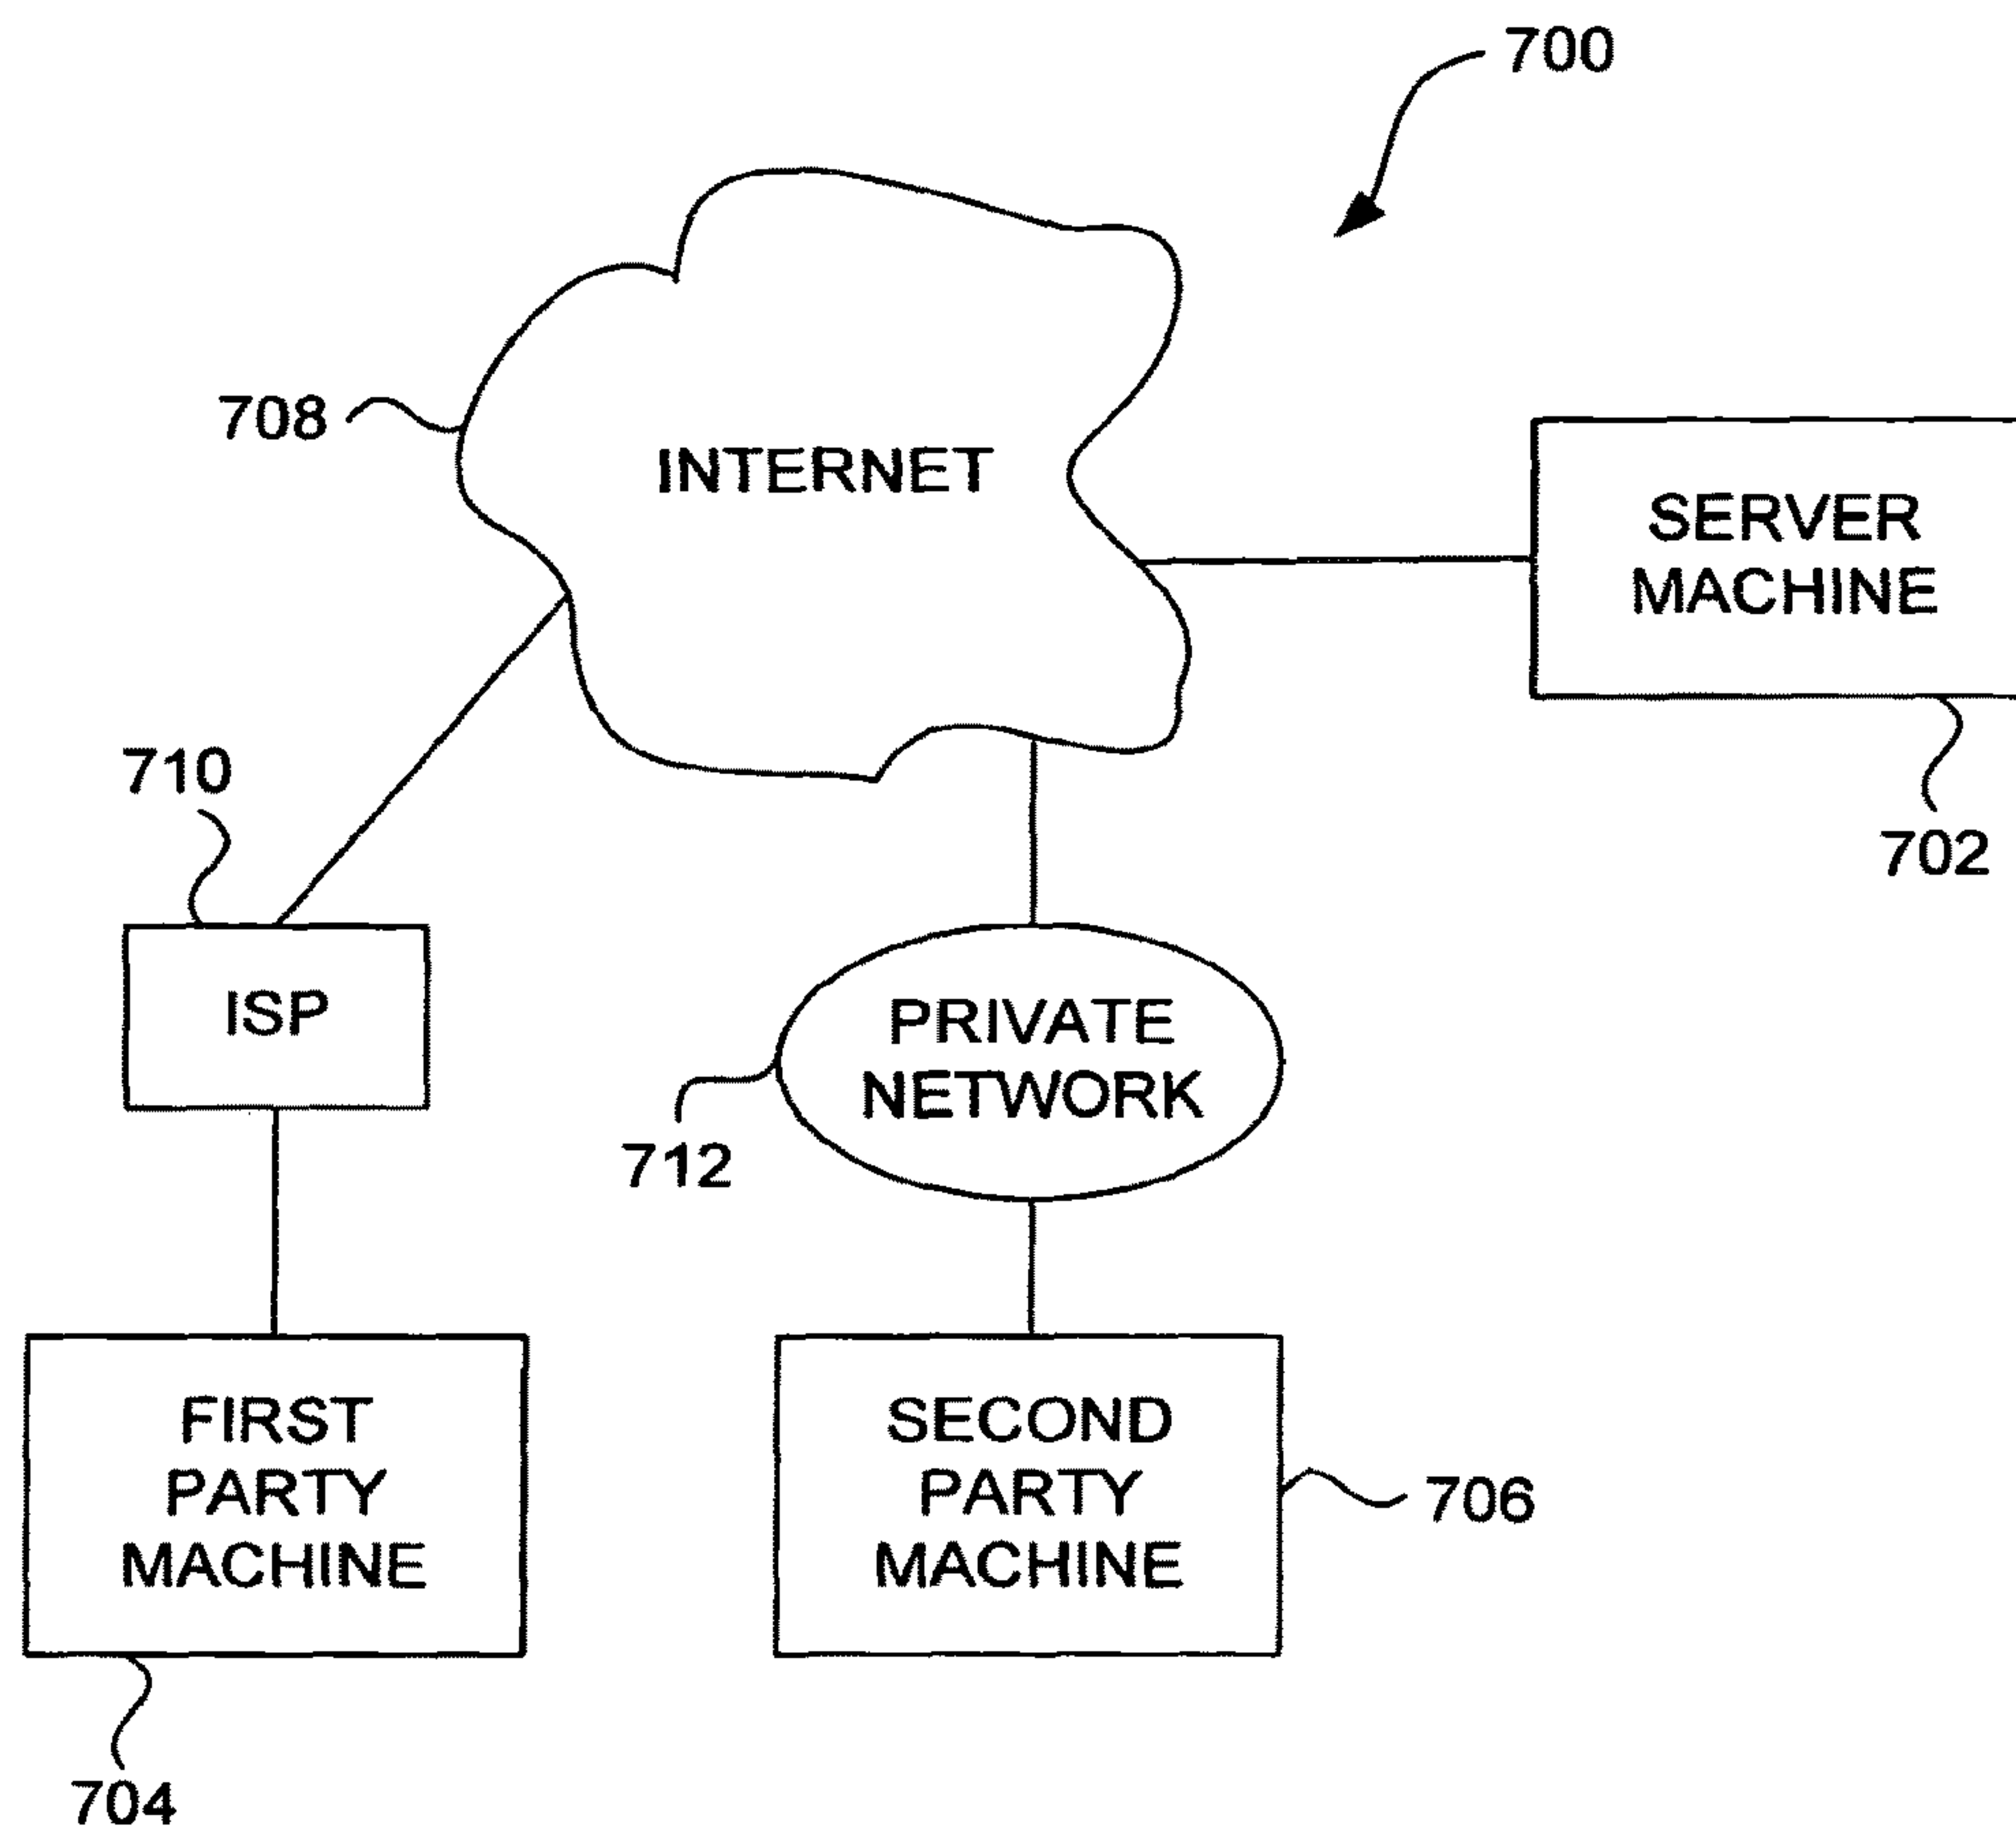 700
708
INTERNET
SERVER
MACHINE
702
710
ISP
PRIVATE
NETWORK
712
FIRST
PARTY
MACHINE
704
SECOND
PARTY
MACHINE
706